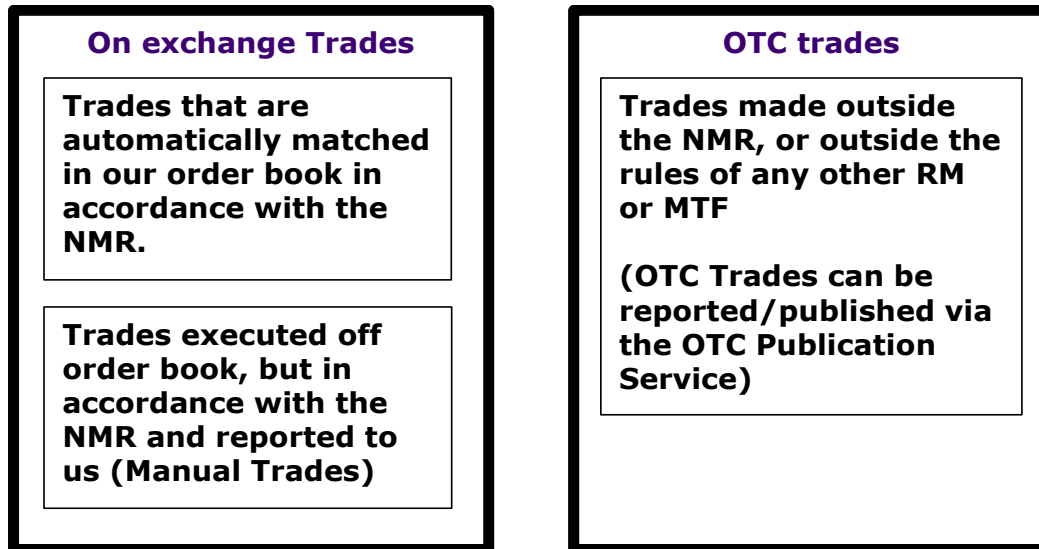 On exchange Trades
Trades that are
automatically matched
in our order book in
accordance with the
NMR.
Trades executed off
order book, but in
accordance with the
NMR and reported to
us (Manual Trades)
OTC trades
Trades made outside
the NMR, or outside the
rules of any other RM
or MTF
(OTC Trades can be
reported/published via
the OTC Publication
Service)